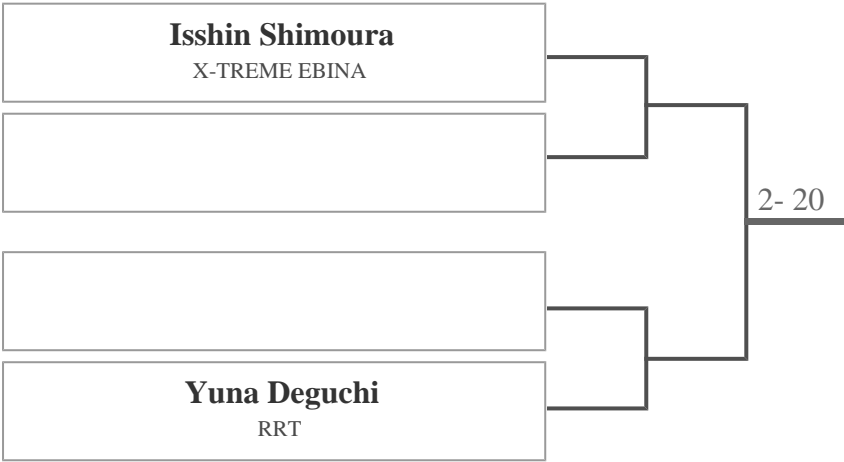 Isshin Shimoura
X-TREME EBINA
2- 20
Yuna Deguchi
RRT